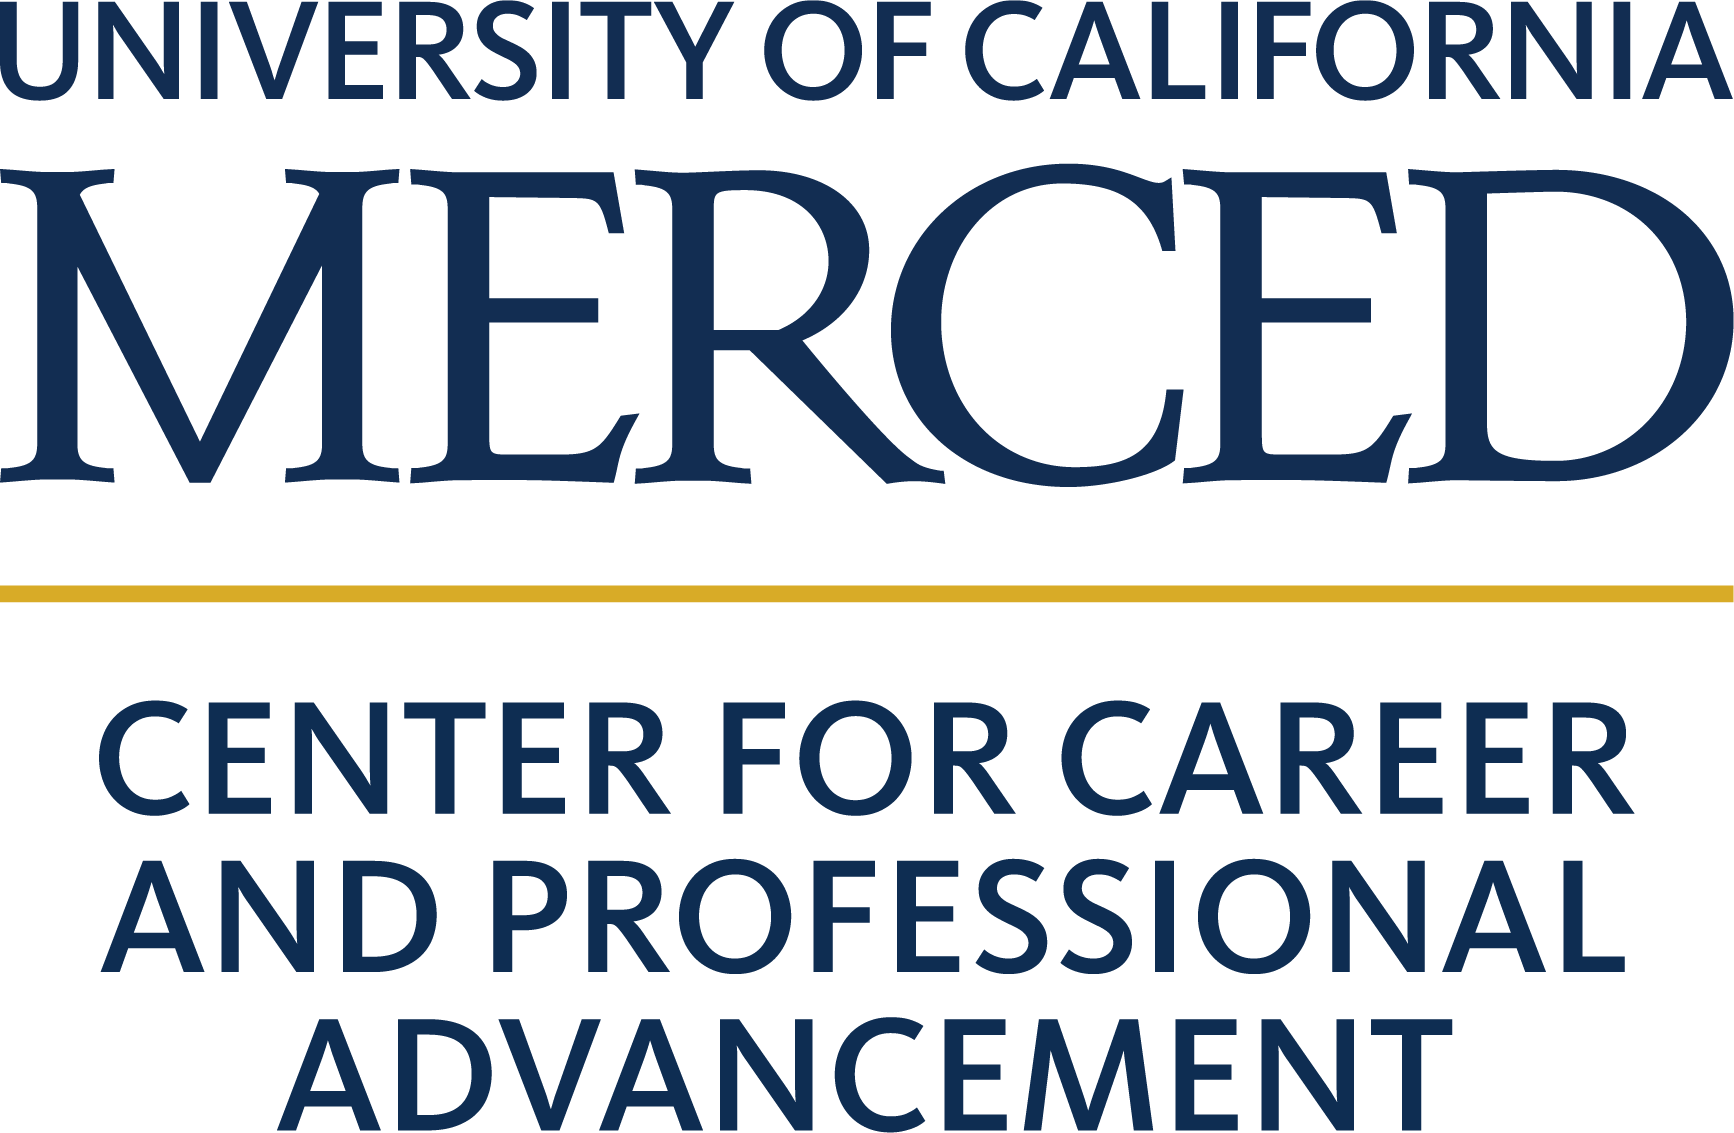 UNIVERSITY OF CALIFORNIA
MERCED
CENTER FOR CAREER
AND PROFESSIONAL
ADVANCEMENT